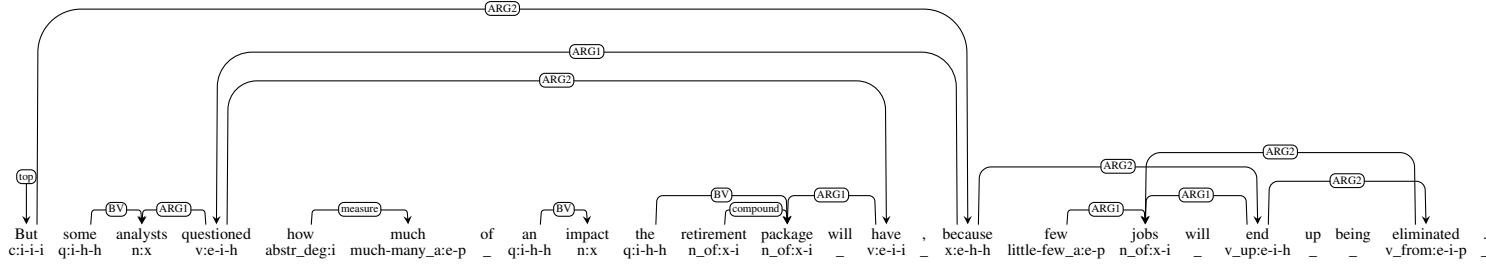 ARG2
ARG1
ARG2
ARG2 ARG2
top BV ARG1 measure BV BV compound ARG1 ARG1 ARG1 ARG2
But some analysts questioned how much of an impact the retirement package will have , because few jobs will end up being eliminated .
c:i-i-i q:i-h-h n:x v:e-i-h abstr_deg:i much-many_a:e-p _ q:i-h-h n:x q:i-h-h n_of:x-i n_of:x-i _ v:e-i-i _ x:e-h-h little-few_a:e-p n_of:x-i _ v_up:e-i-h _ _ v_from:e-i-p _